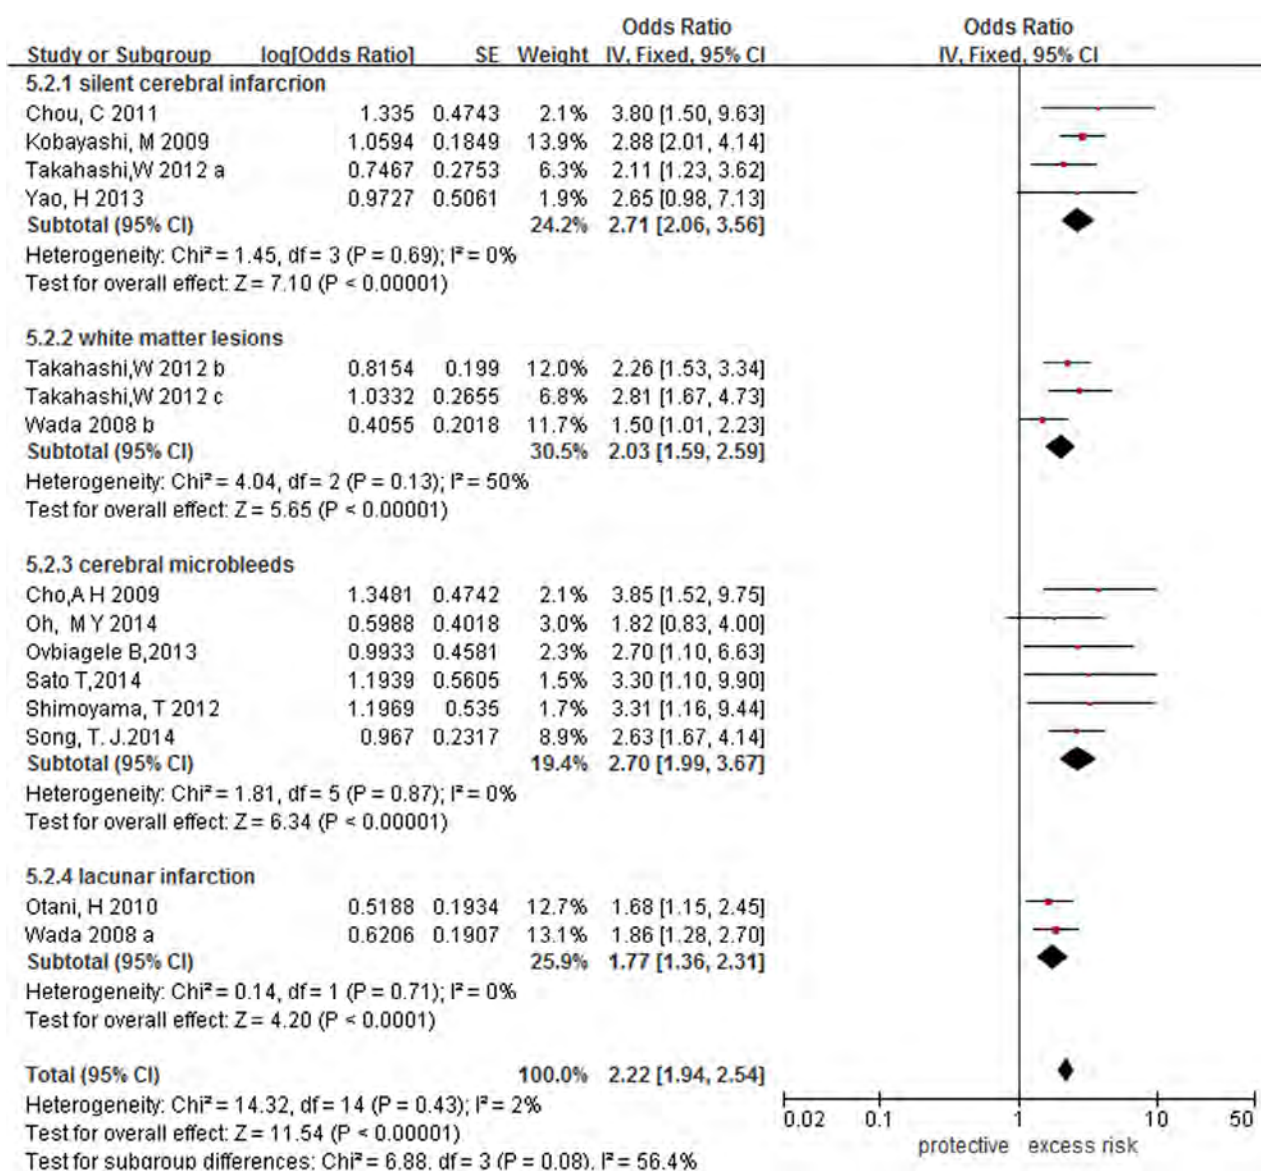 Odds Ratio Odds Ratio
Study or Subgroup log[Odds Ratio] SE Weight IV, Fixed, 95% CI IV, Fixed, 95% CI
5.2.1 silent cerebral infarcrion
Chou, C 2011 1.335 0.4743 2.1% 3.80 [1.50, 9.63]
Kobayashi, M 2009 1.0594 0.1849 13.9% 2.88 [2.01, 4.14]
Takahashi,W 2012 a 0.7467 0.2753 6.3% 2.11 [1.23, 3.62]
Yao, H 2013 0.9727 0.5061 1.9% 2.65 [0.98, 7.13]
Subtotal (95% CI) 24.2% 2.71 [2.06, 3.56]
Heterogeneity: Chi² = 1.45, df = 3 (P = 0.69); I² = 0%
Test for overall effect: Z = 7.10 (P < 0.00001)
5.2.2 white matter lesions
Takahashi,W 2012 b 0.8154 0.199 12.0% 2.26 [1.53, 3.34]
Takahashi,W 2012 c 1.0332 0.2655 6.8% 2.81 [1.67, 4.73]
Wada 2008 b 0.4055 0.2018 11.7% 1.50 [1.01, 2.23]
Subtotal (95% CI) 30.5% 2.03 [1.59, 2.59]
Heterogeneity: Chi² = 4.04, df = 2 (P = 0.13); I² = 50%
Test for overall effect: Z = 5.65 (P < 0.00001)
5.2.3 cerebral microbleeds
Cho,A H 2009 1.3481 0.4742 2.1% 3.85 [1.52, 9.75]
Oh, M Y 2014 0.5988 0.4018 3.0% 1.82 [0.83, 4.00]
Ovbiagele B,2013 0.9933 0.4581 2.3% 2.70 [1.10, 6.63]
Sato T,2014 1.1939 0.5605 1.5% 3.30 [1.10, 9.90]
Shimoyama, T 2012 1.1969 0.535 1.7% 3.31 [1.16, 9.44]
Song, T. J.2014 0.967 0.2317 8.9% 2.63 [1.67, 4.14]
Subtotal (95% CI) 19.4% 2.70 [1.99, 3.67]
Heterogeneity: Chi² = 1.81, df = 5 (P = 0.87); I² = 0%
Test for overall effect: Z = 6.34 (P < 0.00001)
5.2.4 lacunar infarction
Otani, H 2010 0.5188 0.1934 12.7% 1.68 [1.15, 2.45]
Wada 2008 a 0.6206 0.1907 13.1% 1.86 [1.28, 2.70]
Subtotal (95% CI) 25.9% 1.77 [1.36, 2.31]
Heterogeneity: Chi² = 0.14, df = 1 (P = 0.71); I² = 0%
Test for overall effect: Z = 4.20 (P < 0.0001)
Total (95% CI) 100.0% 2.22 [1.94, 2.54]
Heterogeneity: Chi² = 14.32, df = 14 (P = 0.43); I² = 2%
Test for overall effect: Z = 11.54 (P < 0.00001)
Test for subgroup differences: Chi² = 6.88, df = 3 (P = 0.08), I² = 56.4%
0.02 0.1 1 10 50
protective excess risk